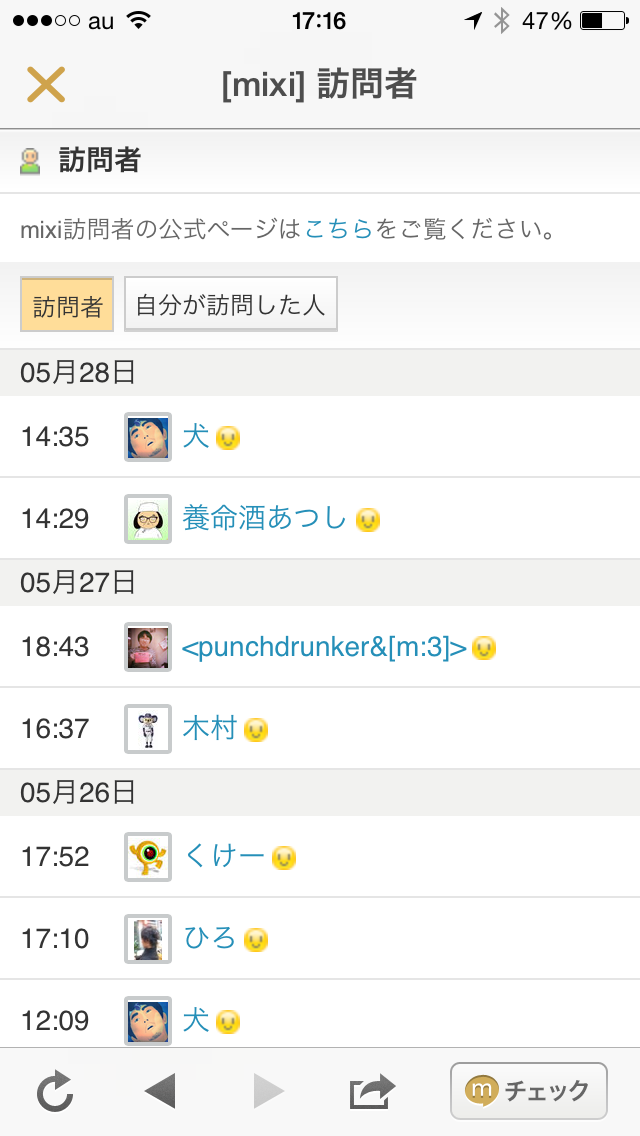 au 17:16 47%
[mixi] 訪問者
訪問者
mixi訪問者の公式ページはこちらをご覧ください。
訪問者 自分が訪問した人
05月28日
14:35 犬
14:29 養命酒あつし
05月27日
18:43 <punchdrunker&[m:3]>
16:37 木村
05月26日
17:52 くけー
17:10 ひろ
12:09 犬
m チェック